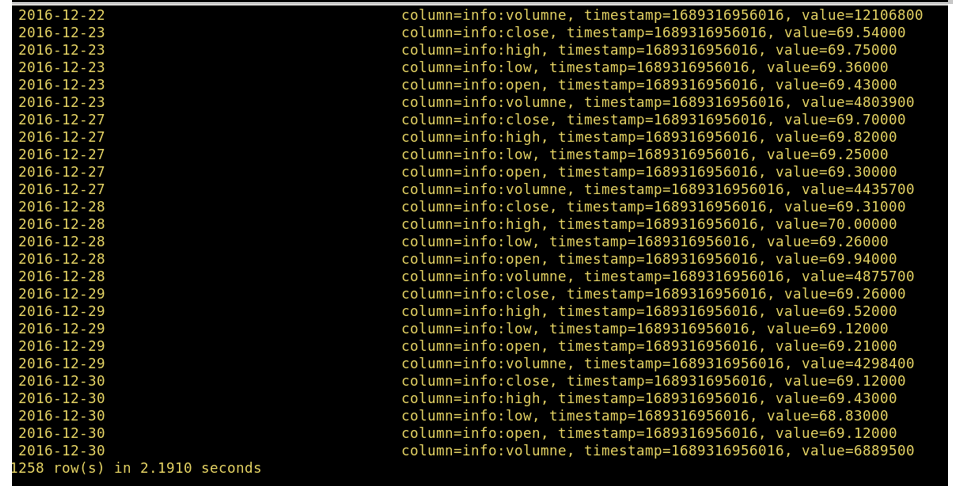 2016-12-22 column=info:volumne, timestamp=1689316956016, value=12106800
2016-12-23 column=info:close, timestamp=1689316956016, value=69.54000
2016-12-23 column=info:high, timestamp=1689316956016, value=69.75000
2016-12-23 column=info:low, timestamp=1689316956016, value=69.36000
2016-12-23 column=info:open, timestamp=1689316956016, value=69.43000
2016-12-23 column=info:volumne, timestamp=1689316956016, value=4803900
2016-12-27 column=info:close, timestamp=1689316956016, value=69.70000
2016-12-27 column=info:high, timestamp=1689316956016, value=69.82000
2016-12-27 column=info:low, timestamp=1689316956016, value=69.25000
2016-12-27 column=info:open, timestamp=1689316956016, value=69.30000
2016-12-27 column=info:volumne, timestamp=1689316956016, value=4435700
2016-12-28 column=info:close, timestamp=1689316956016, value=69.31000
2016-12-28 column=info:high, timestamp=1689316956016, value=70.00000
2016-12-28 column=info:low, timestamp=1689316956016, value=69.26000
2016-12-28 column=info:open, timestamp=1689316956016, value=69.94000
2016-12-28 column=info:volumne, timestamp=1689316956016, value=4875700
2016-12-29 column=info:close, timestamp=1689316956016, value=69.26000
2016-12-29 column=info:high, timestamp=1689316956016, value=69.52000
2016-12-29 column=info:low, timestamp=1689316956016, value=69.12000
2016-12-29 column=info:open, timestamp=1689316956016, value=69.21000
2016-12-29 column=info:volumne, timestamp=1689316956016, value=4298400
2016-12-30 column=info:close, timestamp=1689316956016, value=69.12000
2016-12-30 column=info:high, timestamp=1689316956016, value=69.43000
2016-12-30 column=info:low, timestamp=1689316956016, value=68.83000
2016-12-30 column=info:open, timestamp=1689316956016, value=69.12000
2016-12-30 column=info:volumne, timestamp=1689316956016, value=6889500
1258 row(s) in 2.1910 seconds